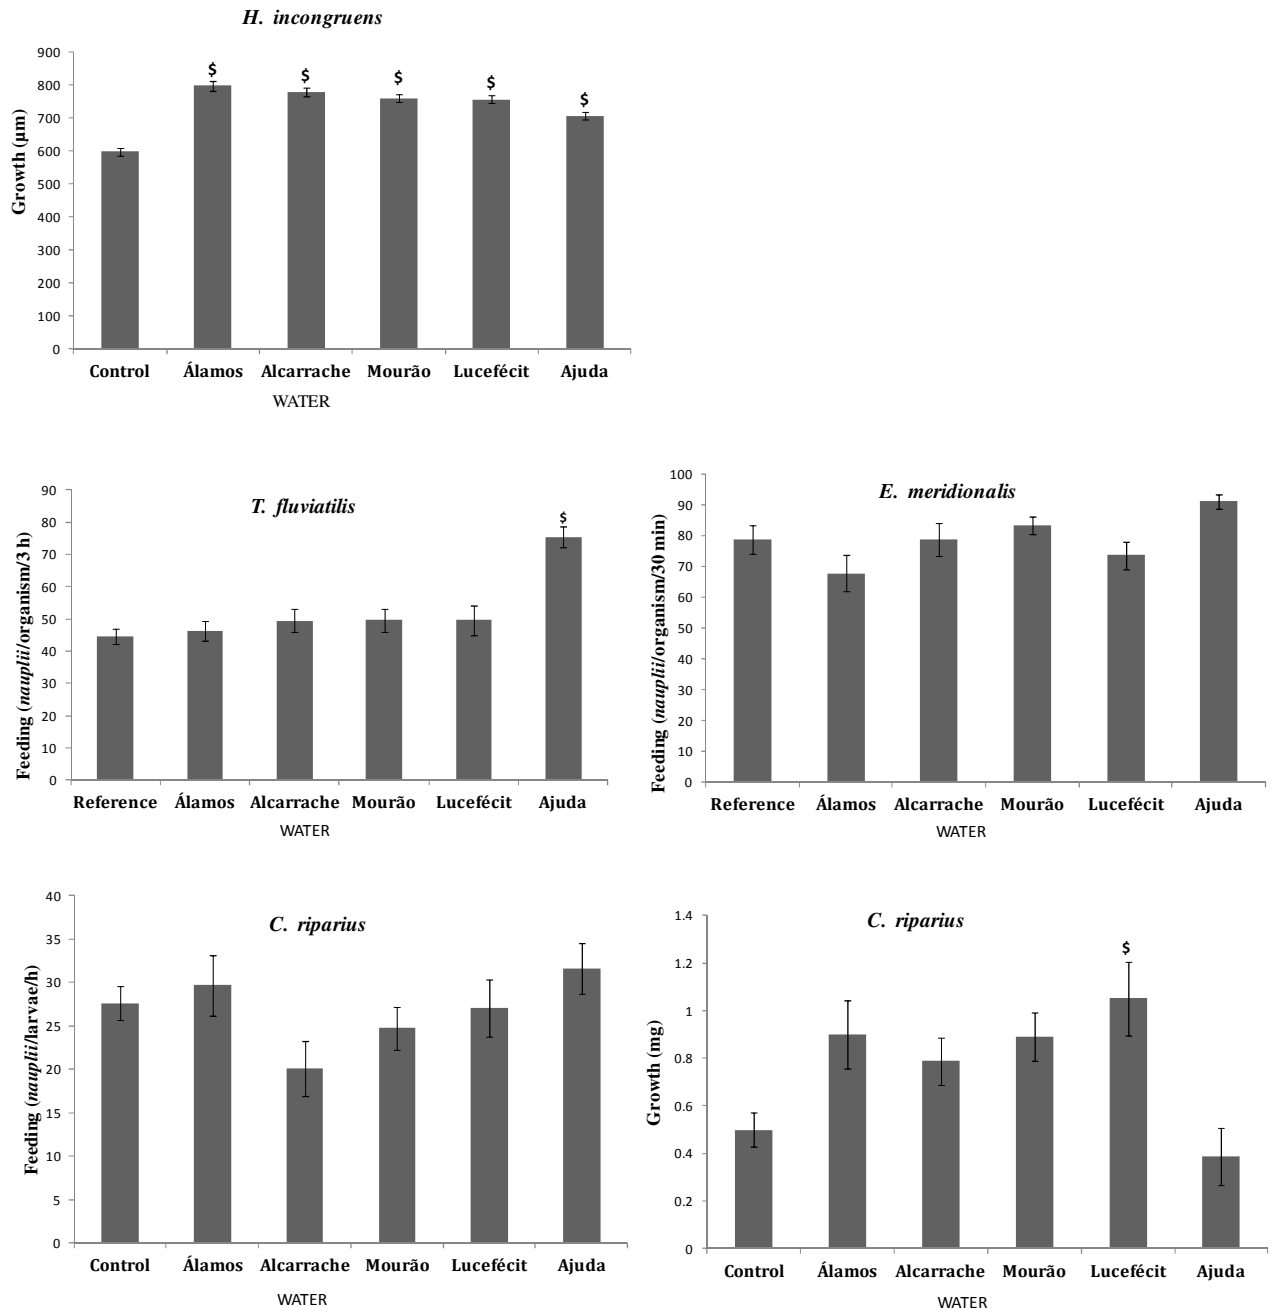 H. incongruens
900
800
700
600
500
400
300
200
100
0
Growth (µm)
$ $ $ $ $
Control Álamos Alcarrache Mourão Lucefécit Ajuda
WATER
T. fluviatilis
90
80
70
60
50
40
30
20
10
0
Feeding (nauplii/organism/3 h)
$
Reference Álamos Alcarrache Mourão Lucefécit Ajuda
WATER
E. meridionalis
100
90
80
70
60
50
40
30
20
10
0
Feeding (nauplii/organism/30 min)
Reference Álamos Alcarrache Mourão Lucefécit Ajuda
WATER
C. riparius
40
35
30
25
20
15
10
5
0
Feeding (nauplii/larvae/h)
Control Álamos Alcarrache Mourão Lucefécit Ajuda
WATER
C. riparius
1.4
1.2
1
0.8
0.6
0.4
0.2
0
Growth (mg)
$
Control Álamos Alcarrache Mourão Lucefécit Ajuda
WATER